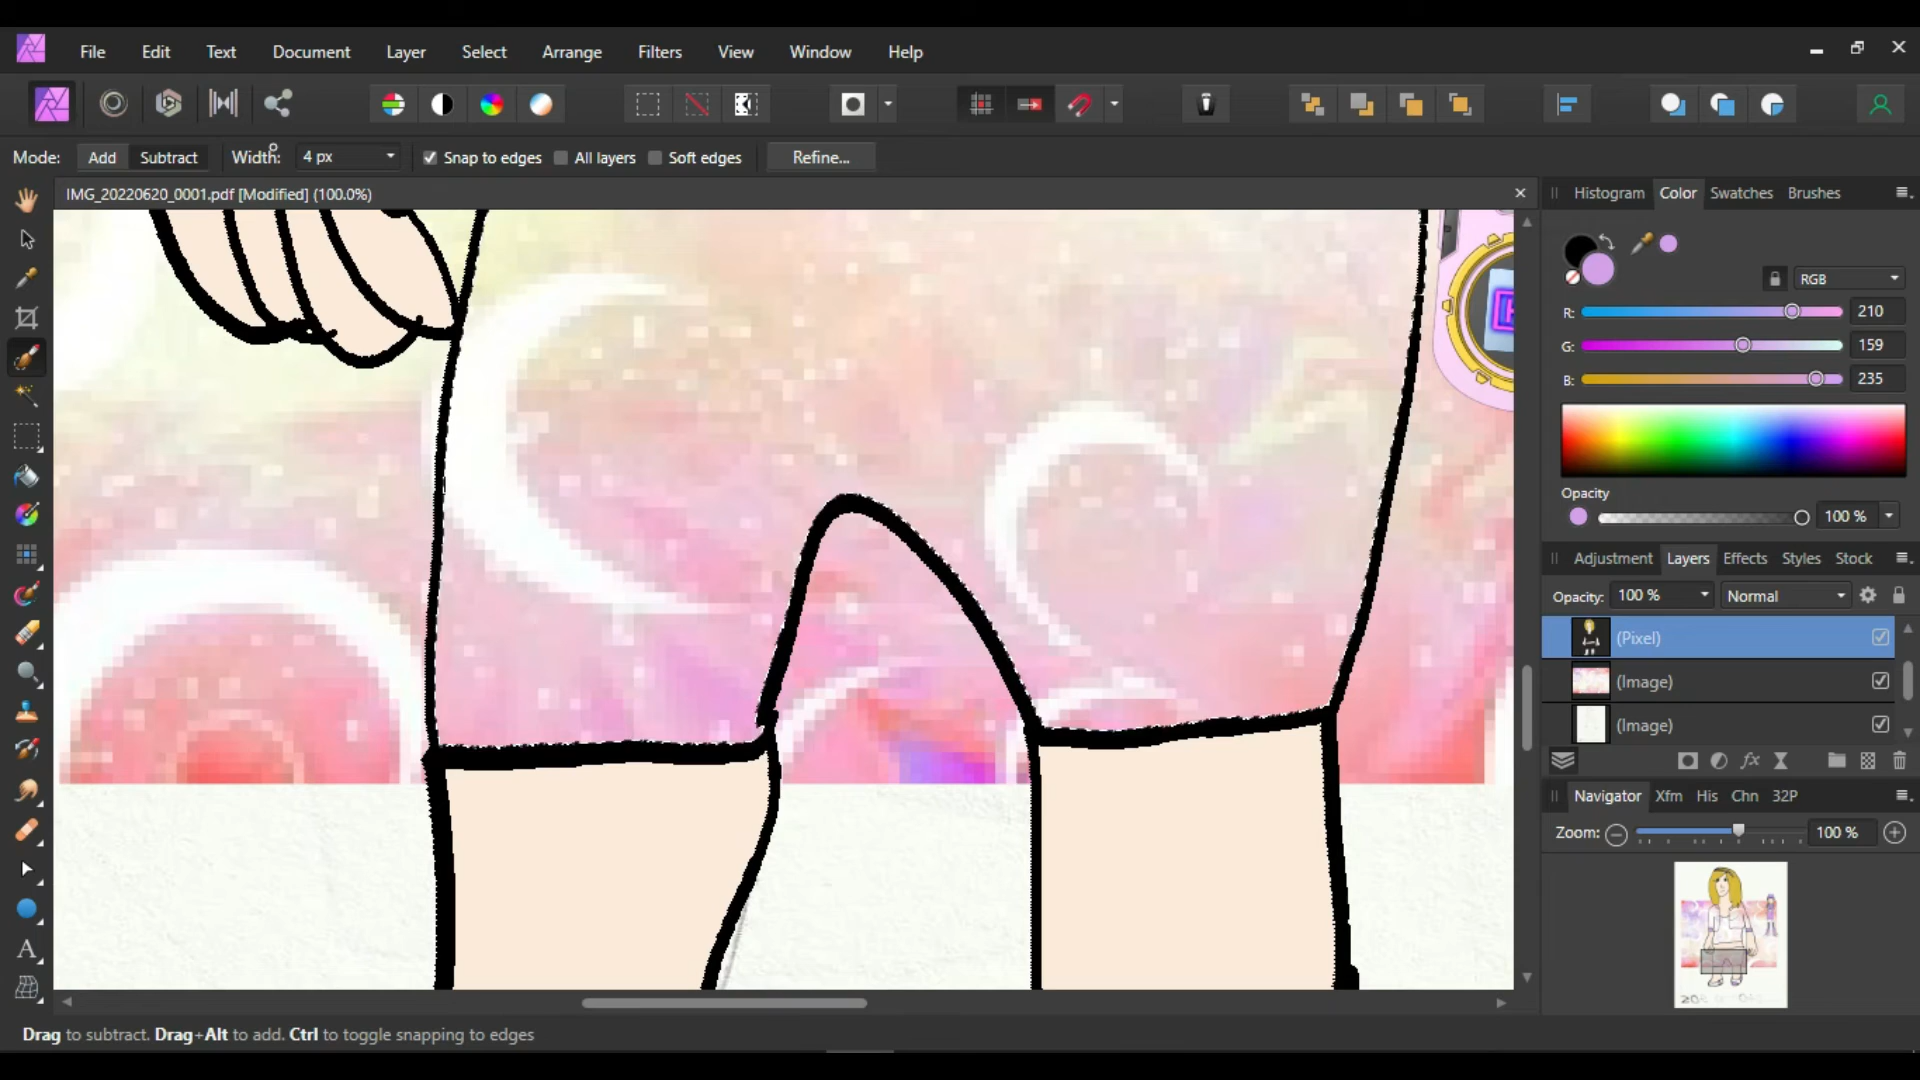 File Edit Text Document Layer Select Arrange Filters View Window Help
Mode: Add Subtract Width: 4 px Snap to edges All layers Soft edges Refine...
IMG_20220620_0001.pdf [Modified] (100.0%)
Histogram Color Swatches Brushes
RGB
R: 210
G: 159
B: 235
Opacity
100 %
Adjustment Layers Effects Styles Stock
Opacity: 100 % Normal
(Pixel)
(Image)
(Image)
Navigator Xfm His Chn 32P
Zoom: 100 %
Drag to subtract. Drag+Alt to add. Ctrl to toggle snapping to edges